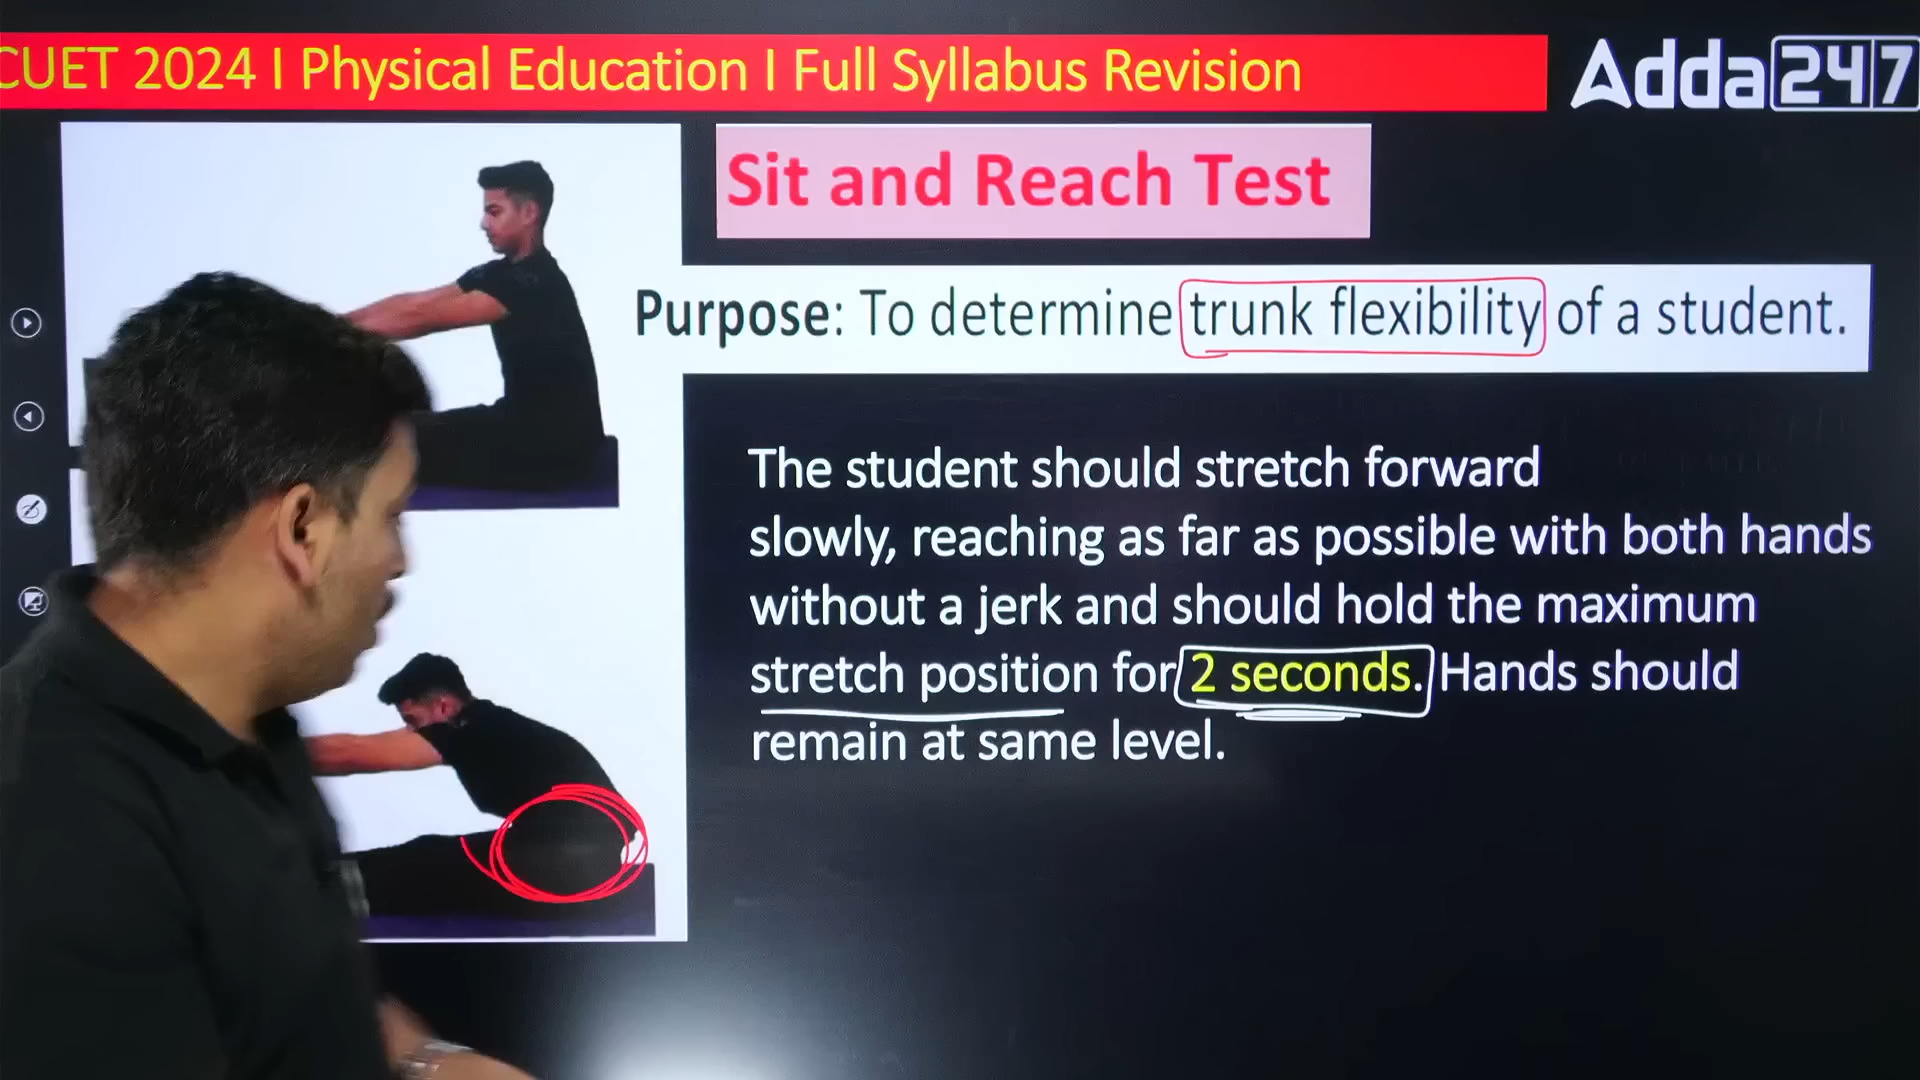 CUET 2024 I Physical Education I Full Syllabus Revision
Adda247
Sit and Reach Test
Purpose: To determine trunk flexibility of a student.
The student should stretch forward
slowly, reaching as far as possible with both hands
without a jerk and should hold the maximum
stretch position for 2 seconds. Hands should
remain at same level.